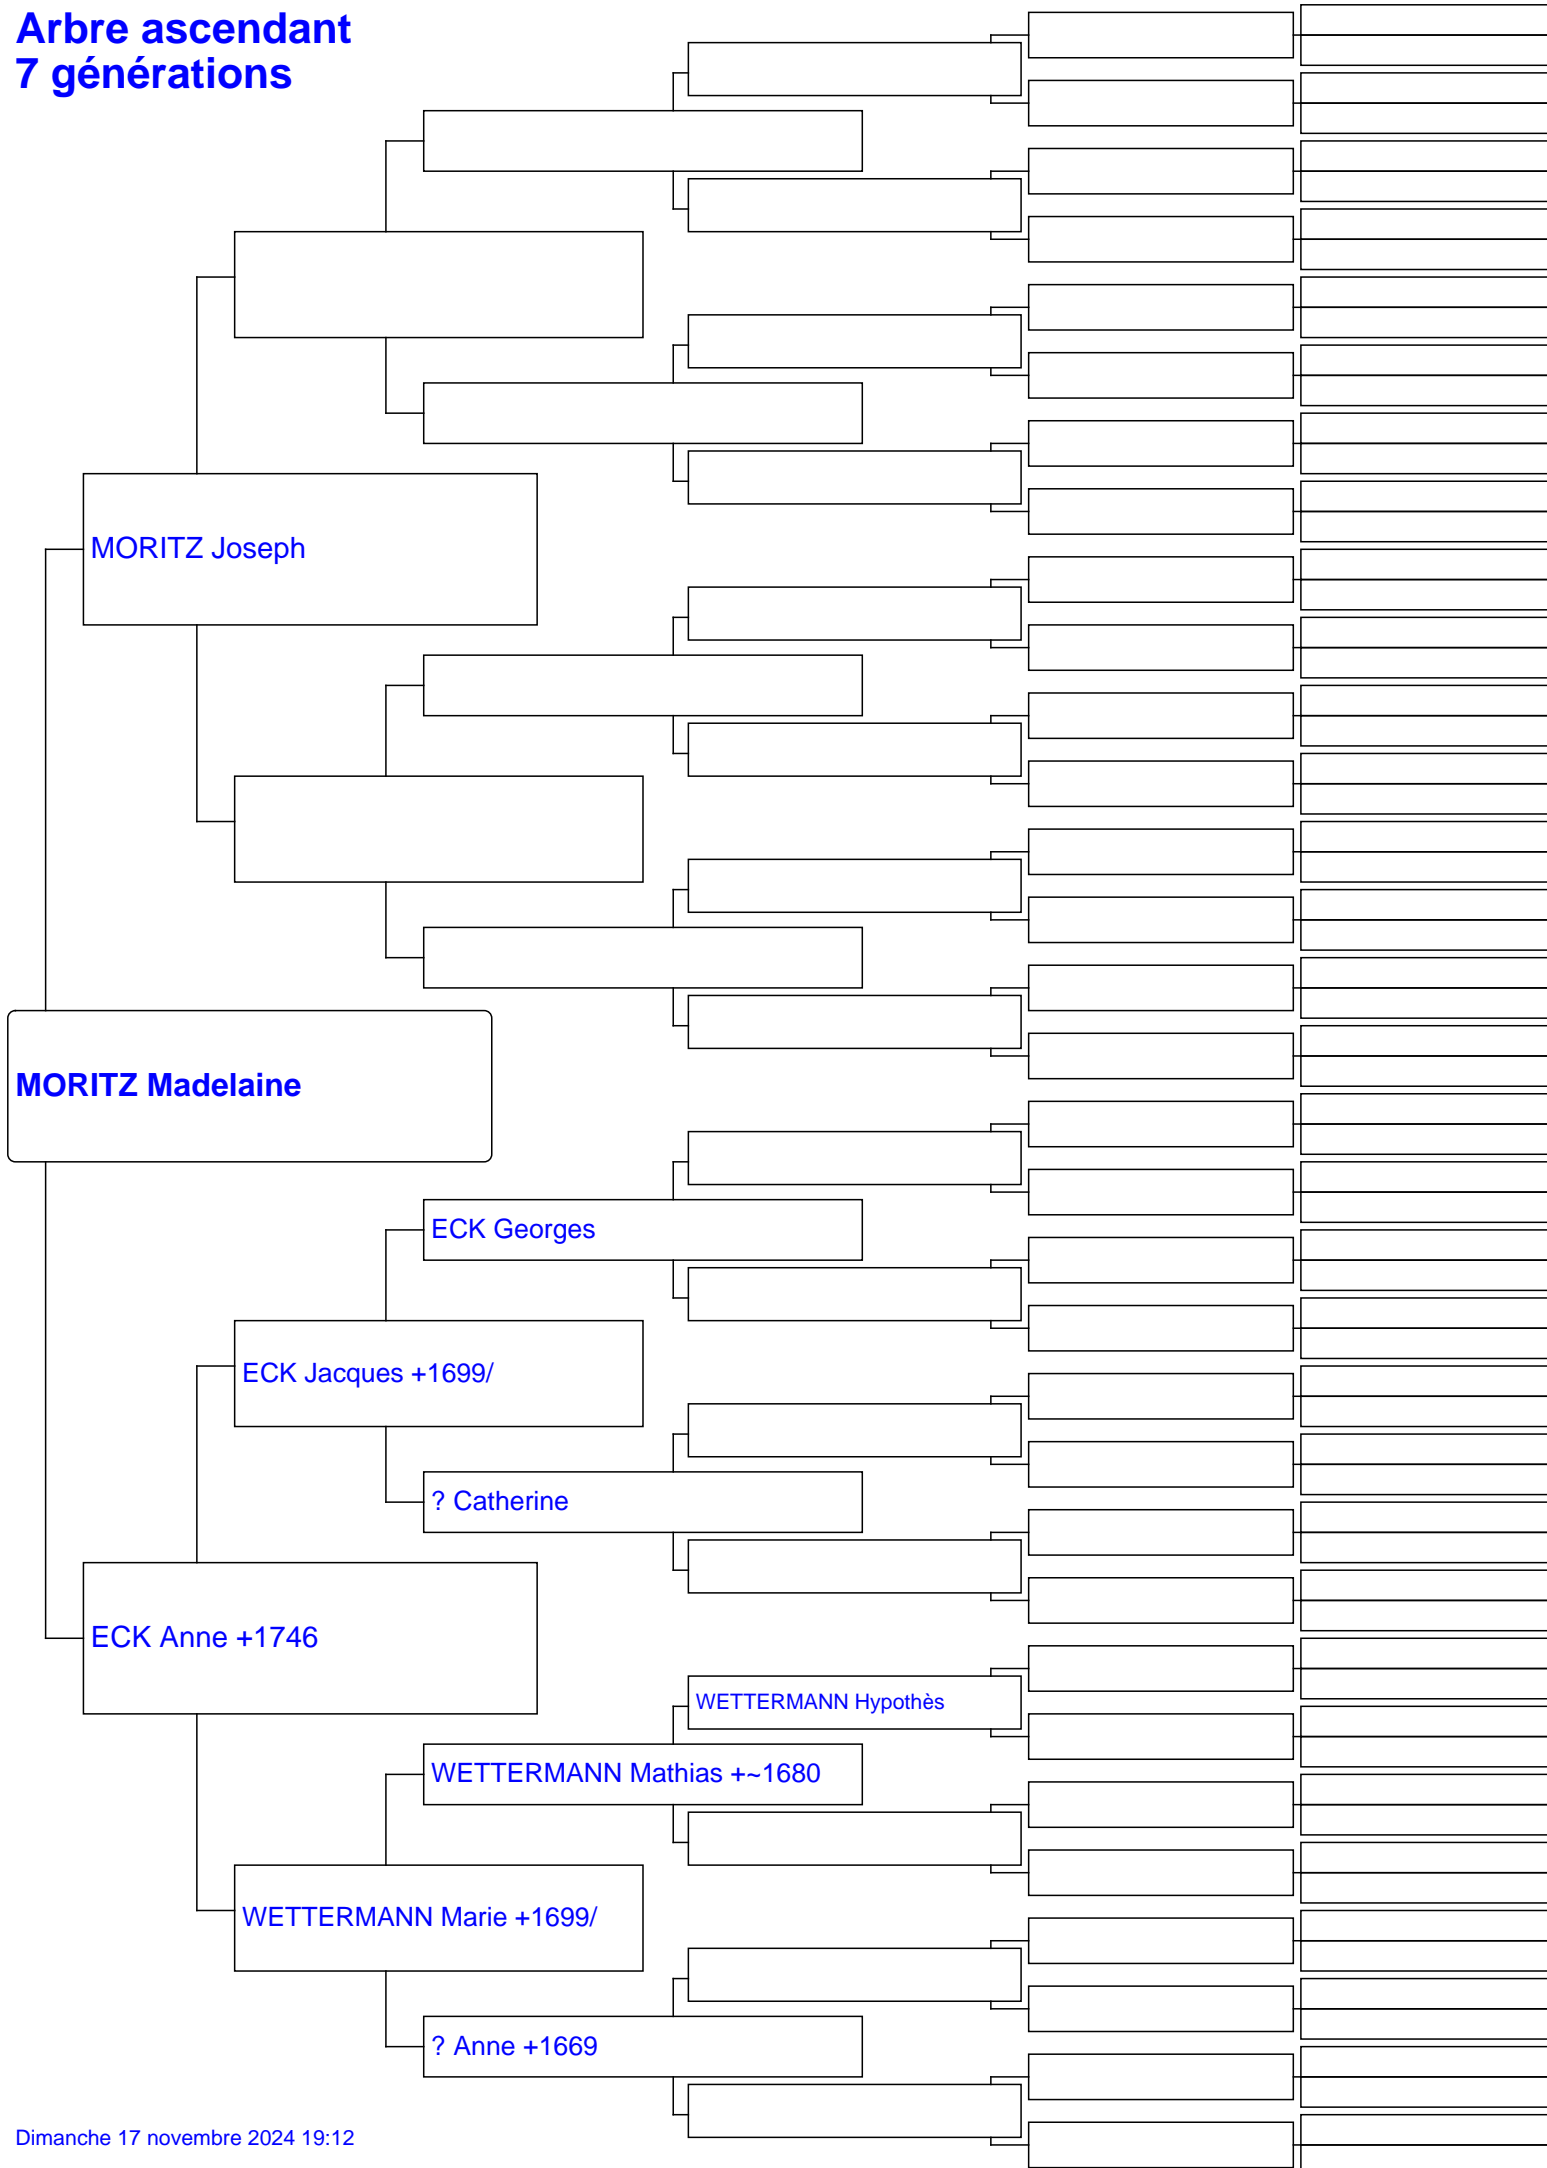 Arbre ascendant
7 générations
MORITZ Joseph
MORITZ Madelaine
ECK Georges
ECK Jacques +1699/
? Catherine
ECK Anne +1746
WETTERMANN Hypothès
WETTERMANN Mathias +~1680
WETTERMANN Marie +1699/
? Anne +1669
Dimanche 17 novembre 2024 19:12